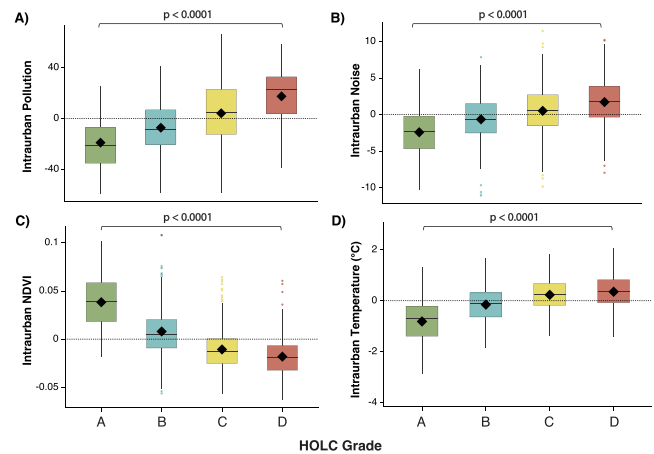 A)
p < 0.0001
Intraurban Pollution
40
0
-40
B)
p < 0.0001
Intraurban Noise
10
5
0
-5
-10
C)
p < 0.0001
Intraurban NDVI
0.1
0.05
0
-0.05
A B C D
D)
p < 0.0001
Intraurban Temperature (°C)
2
0
-2
-4
A B C D
HOLC Grade